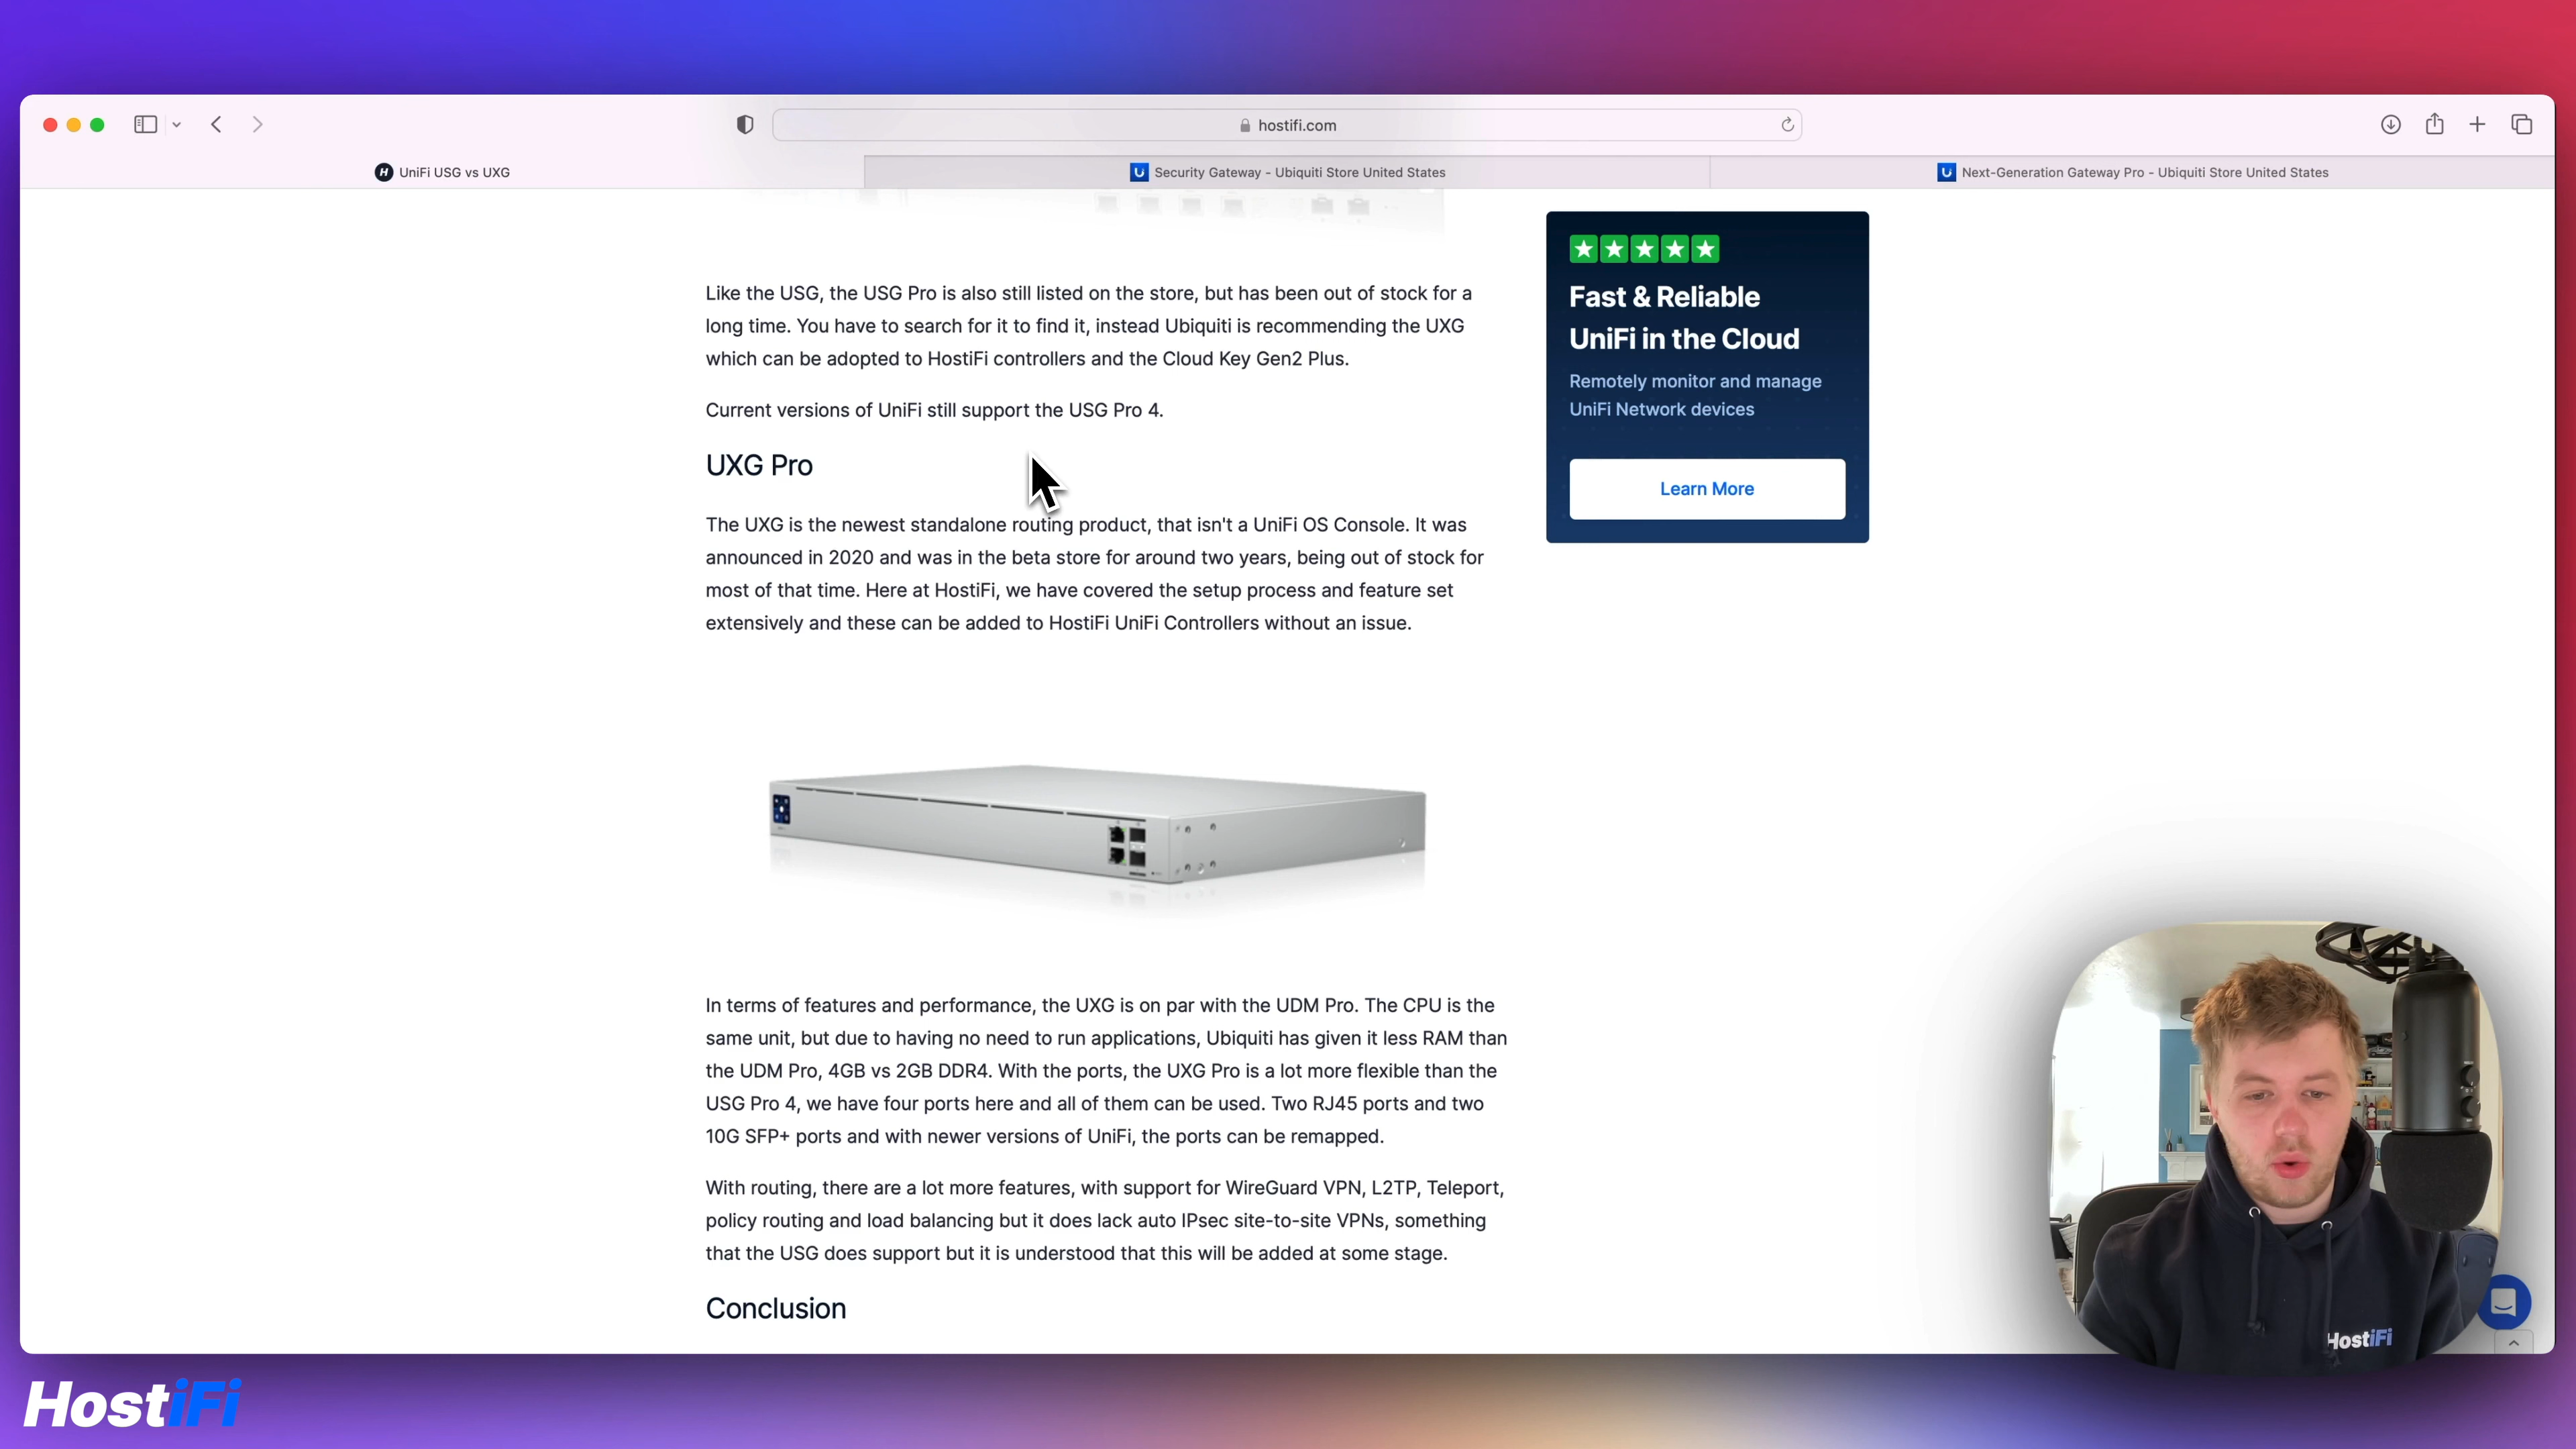 hostifi.com
H UniFi USG vs UXG
U Security Gateway - Ubiquiti Store United States
U Next-Generation Gateway Pro - Ubiquiti Store United States
Like the USG, the USG Pro is also still listed on the store, but has been out of stock for a
long time. You have to search for it to find it, instead Ubiquiti is recommending the UXG
which can be adopted to HostiFi controllers and the Cloud Key Gen2 Plus.
Current versions of UniFi still support the USG Pro 4.
UXG Pro
The UXG is the newest standalone routing product, that isn't a UniFi OS Console. It was
announced in 2020 and was in the beta store for around two years, being out of stock for
most of that time. Here at HostiFi, we have covered the setup process and feature set
extensively and these can be added to HostiFi UniFi Controllers without an issue.
In terms of features and performance, the UXG is on par with the UDM Pro. The CPU is the
same unit, but due to having no need to run applications, Ubiquiti has given it less RAM than
the UDM Pro, 4GB vs 2GB DDR4. With the ports, the UXG Pro is a lot more flexible than the
USG Pro 4, we have four ports here and all of them can be used. Two RJ45 ports and two
10G SFP+ ports and with newer versions of UniFi, the ports can be remapped.
With routing, there are a lot more features, with support for WireGuard VPN, L2TP, Teleport,
policy routing and load balancing but it does lack auto IPsec site-to-site VPNs, something
that the USG does support but it is understood that this will be added at some stage.
Conclusion
Fast & Reliable
UniFi in the Cloud
Remotely monitor and manage
UniFi Network devices
Learn More
HostiFi
HostiFi